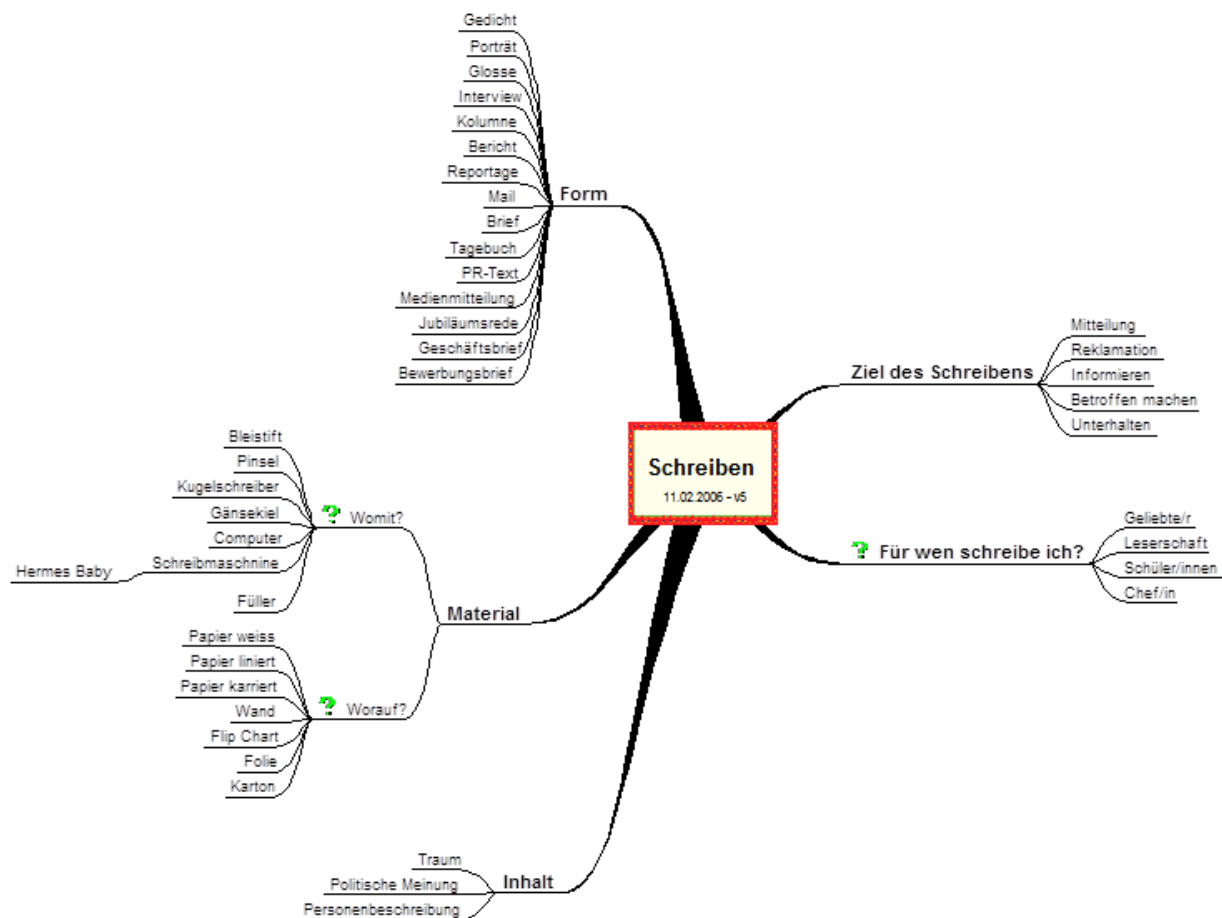 Gedicht
Porträt
Glosse
Interview
Kolumne
Bericht
Reportage
Mail
Brief
Tagebuch
PR-Text
Medienmitteilung
Jubiläumsrede
Geschäftsbrief
Bewerbungsbrief
Form
Ziel des Schreibens
Mitteilung
Reklamation
Informieren
Betroffen machen
Unterhalten
Schreiben
11.02.2006 - v5
? Für wen schreibe ich?
Geliebte/r
Leserschaft
Schüler/innen
Chef/in
Bleistift
Pinsel
Kugelschreiber
Gänsekiel
Computer
Schreibmaschnine
Hermes Baby
Füller
? Womit?
Material
Papier weiss
Papier liniert
Papier karriert
Wand
Flip Chart
Folie
Karton
? Worauf?
Traum
Politische Meinung
Personenbeschreibung
Inhalt